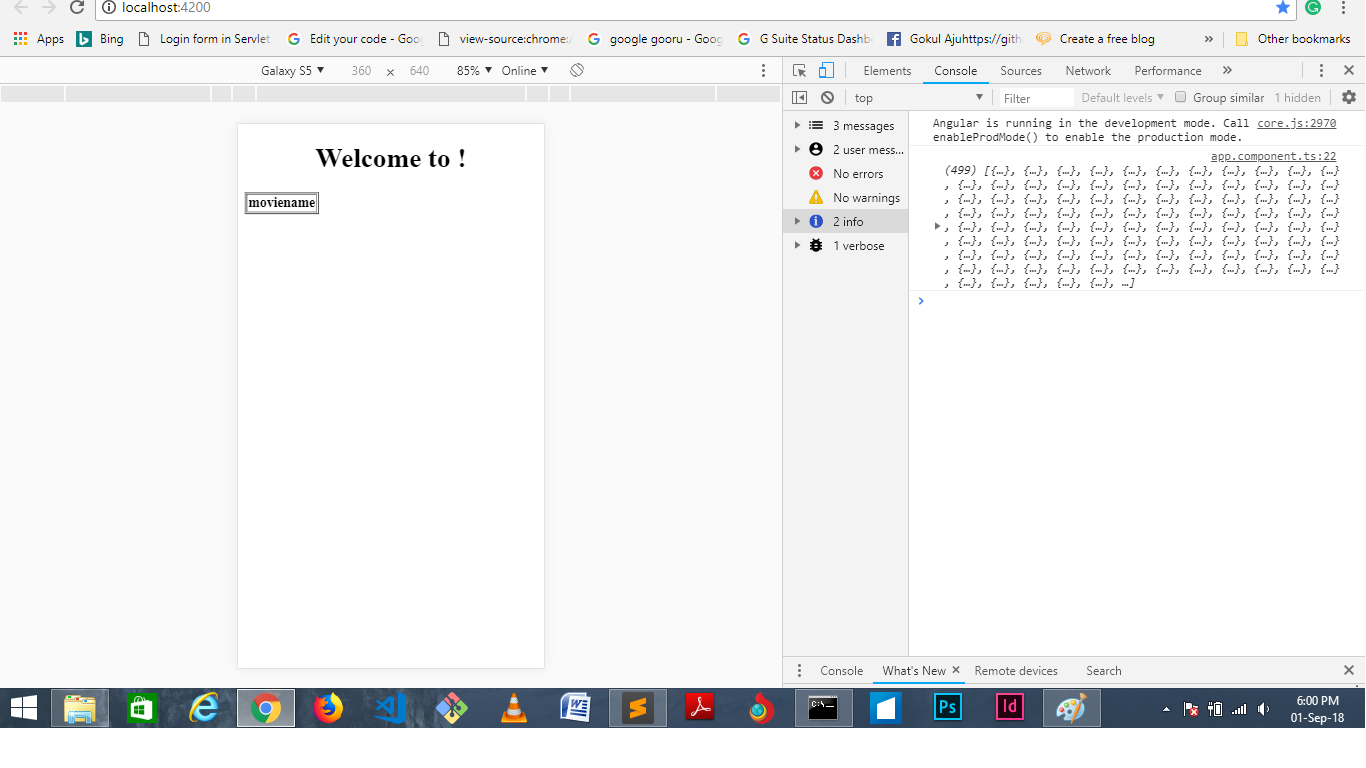 localhost:4200
Apps Bing Login form in Servlet Edit your code - Goo view-source:chrome:/ google gooru - Goog G Suite Status Dashb Gokul Ajuhttps://gith Create a free blog » Other bookmarks
Galaxy S5 ▼ 360 × 640 85% ▼ Online ▼
Elements Console Sources Network Performance »
top ▼ Filter Default levels ▼ Group similar 1 hidden
Welcome to !
moviename
3 messages
2 user mess...
No errors
No warnings
2 info
1 verbose
Angular is running in the development mode. Call core.js:2970
enableProdMode() to enable the production mode.
app.component.ts:22
(499) [{…}, {…}, {…}, {…}, {…}, {…}, {…}, {…}, {…}, {…}, {…}, {…}
, {…}, {…}, {…}, {…}, {…}, {…}, {…}, {…}, {…}, {…}, {…}, {…}
, {…}, {…}, {…}, {…}, {…}, {…}, {…}, {…}, {…}, {…}, {…}, {…}
, {…}, {…}, {…}, {…}, {…}, {…}, {…}, {…}, {…}, {…}, {…}, {…}
, {…}, {…}, {…}, {…}, {…}, {…}, {…}, {…}, {…}, {…}, {…}, {…}
, {…}, {…}, {…}, {…}, {…}, {…}, {…}, {…}, {…}, {…}, {…}, {…}
, {…}, {…}, {…}, {…}, {…}, {…}, {…}, {…}, {…}, {…}, {…}, {…}
, {…}, {…}, {…}, {…}, {…}, {…}, {…}, {…}, {…}, {…}, {…}, {…}
, {…}, {…}, {…}, {…}, {…}, …]
Console What's New Remote devices Search
C:\
Ps
Id
6:00 PM
01-Sep-18